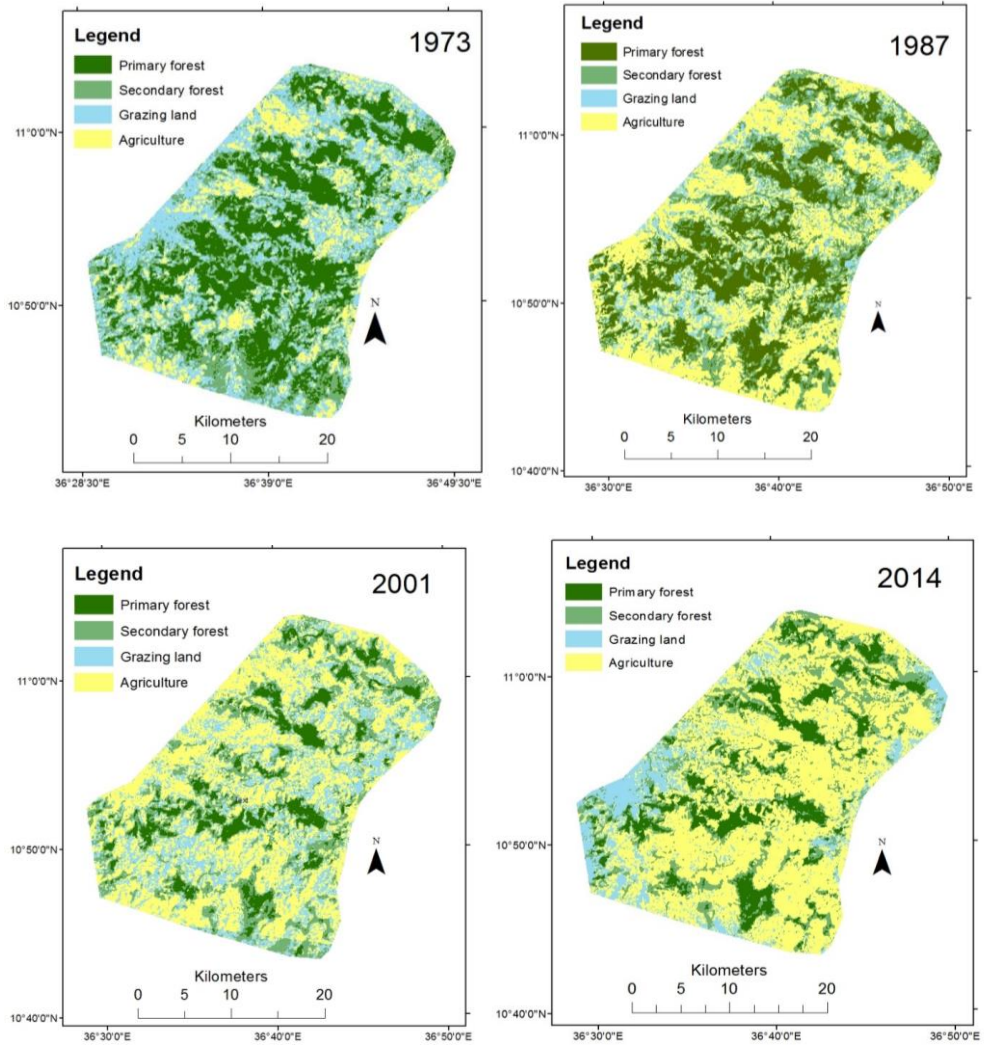 Legend
1973
Primary forest
Secondary forest
Grazing land
Agriculture
11°0'0"N
10°50'0"N
N
Kilometers
0 5 10 20
36°28'30"E 36°39'0"E 36°49'30"E
Legend
1987
Primary forest
Secondary forest
Grazing land
Agriculture
11°0'0"N
10°50'0"N
N
Kilometers
0 5 10 20
10°40'0"N
36°30'0"E 36°40'0"E 36°50'0"E
Legend
2001
Primary forest
Secondary forest
Grazing land
Agriculture
11°0'0"N
10°50'0"N
N
Kilometers
0 5 10 20
10°40'0"N
36°30'0"E 36°40'0"E 36°50'0"E
Legend
2014
Primary forest
Secondary forest
Grazing land
Agriculture
11°0'0"N
10°50'0"N
N
Kilometers
0 5 10 20
10°40'0"N
36°30'0"E 36°40'0"E 36°50'0"E